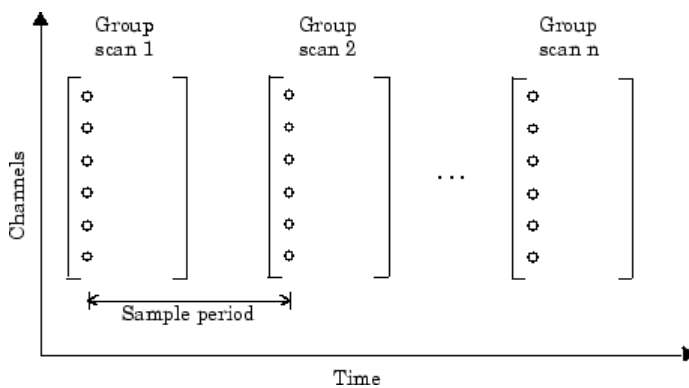 Group
scan 1
Group
scan 2
Group
scan n
Channels
. . .
Sample period
Time